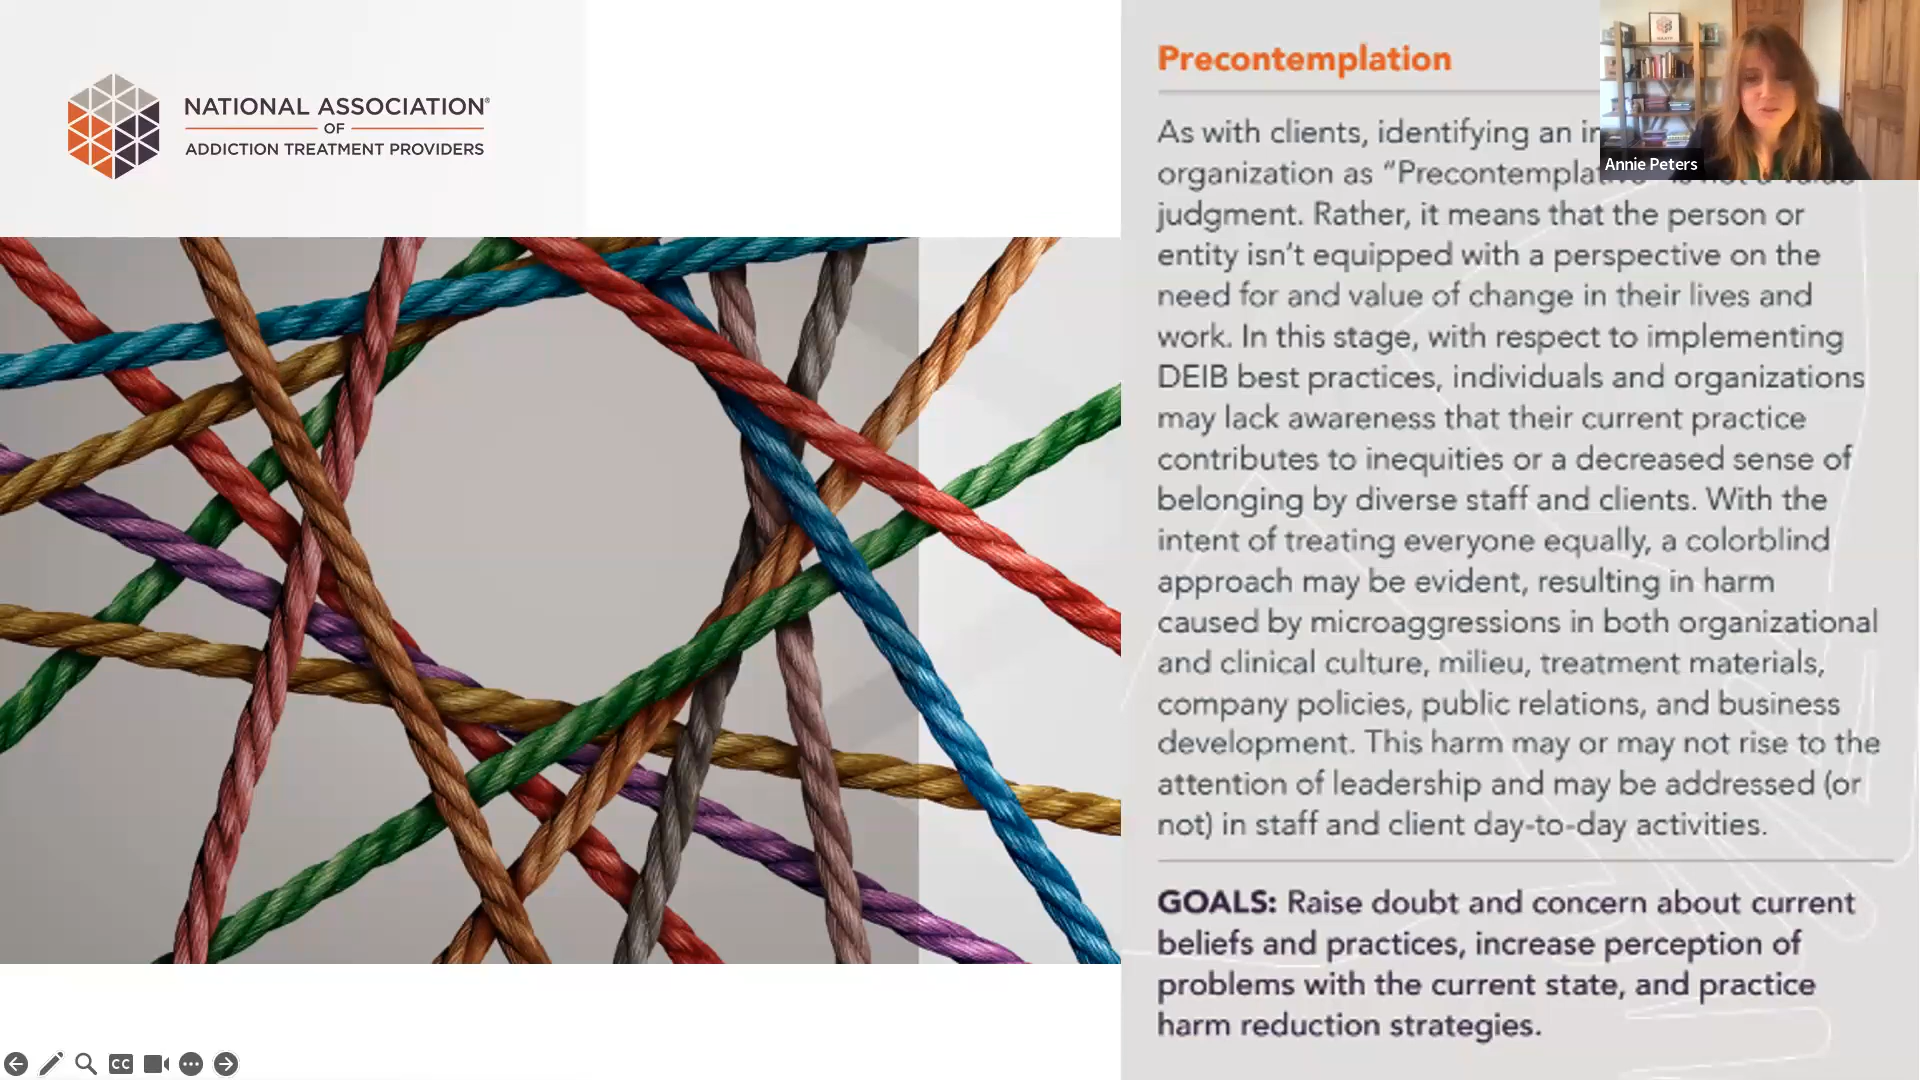 NATIONAL ASSOCIATION®
OF
ADDICTION TREATMENT PROVIDERS
Precontemplation
As with clients, identifying an
organization as “Precontempla
judgment. Rather, it means that the person or
entity isn’t equipped with a perspective on the
need for and value of change in their lives and
work. In this stage, with respect to implementing
DEIB best practices, individuals and organizations
may lack awareness that their current practice
contributes to inequities or a decreased sense of
belonging by diverse staff and clients. With the
intent of treating everyone equally, a colorblind
approach may be evident, resulting in harm
caused by microaggressions in both organizational
and clinical culture, milieu, treatment materials,
company policies, public relations, and business
development. This harm may or may not rise to the
attention of leadership and may be addressed (or
not) in staff and client day-to-day activities.
GOALS: Raise doubt and concern about current
beliefs and practices, increase perception of
problems with the current state, and practice
harm reduction strategies.
Annie Peters
CC